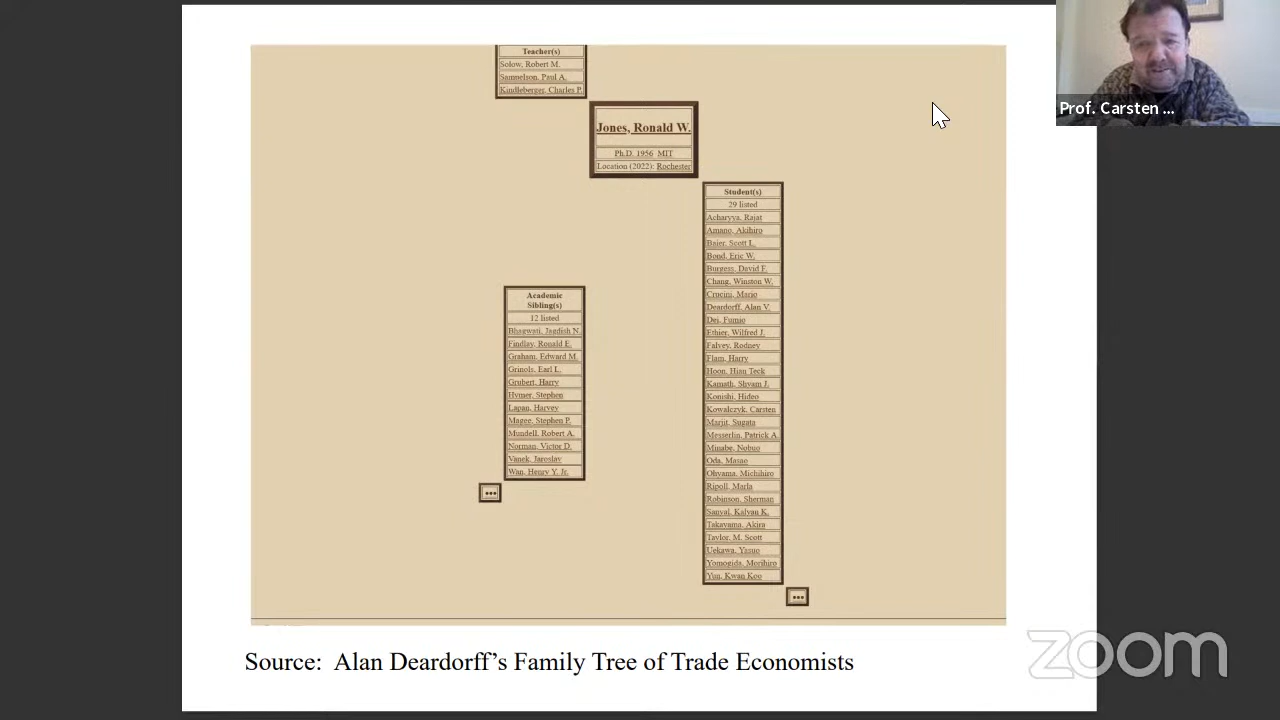 Teacher(s)
Solow, Robert M.
Samuelson, Paul A.
Kindleberger, Charles P.
Jones, Ronald W.
Ph.D. 1956 MIT
Location (2022): Rochester
Student(s)
29 listed
Acharyya, Rajat
Amano, Akihiro
Baier, Scott L.
Bond, Eric W.
Burgess, David F.
Chang, Winston W.
Crucini, Mario
Deardorff, Alan V.
Dei, Fumio
Ethier, Wilfred J.
Falvey, Rodney
Flam, Harry
Hoon, Hian Teck
Kamath, Shyam J.
Konishi, Hideo
Kowalczyk, Carsten
Marjit, Sugata
Messerlin, Patrick A.
Minabe, Nobuo
Oda, Masao
Ohyama, Michihiro
Ripoll, Marla
Robinson, Sherman
Sanyal, Kalyan K.
Takayama, Akira
Taylor, M. Scott
Uekawa, Yasuo
Yomogida, Morihiro
Yun, Kwan Koo
Academic
Sibling(s)
12 listed
Bhagwati, Jagdish N.
Findlay, Ronald E.
Graham, Edward M.
Grinols, Earl L.
Grubert, Harry
Hymer, Stephen
Lapan, Harvey
Magee, Stephen P.
Mundell, Robert A.
Norman, Victor D.
Vanek, Jaroslav
Wan, Henry Y. Jr.
•••
•••
Source: Alan Deardorff’s Family Tree of Trade Economists
Prof. Carsten ...
zoom